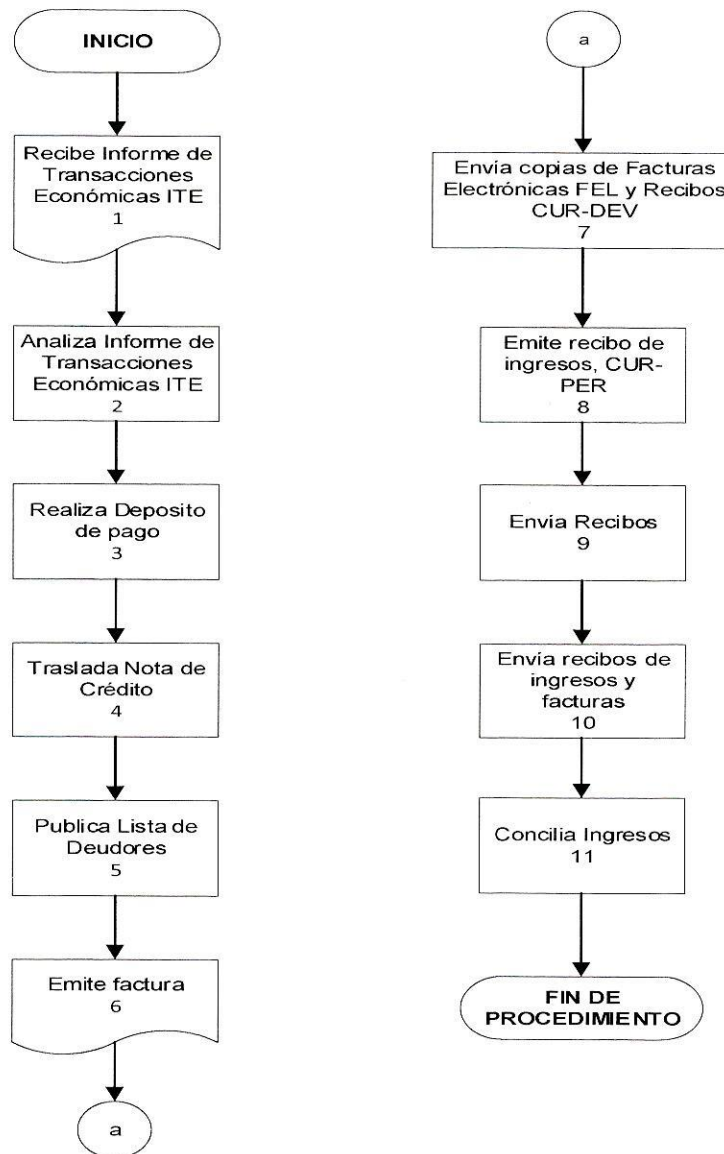 INICIO
Recibe Informe de
Transacciones
Económicas ITE
1
Analiza Informe de
Transacciones
Económicas ITE
2
Realiza Deposito
de pago
3
Traslada Nota de
Crédito
4
Publica Lista de
Deudores
5
Emite factura
6
a
a
Envía copias de Facturas
Electrónicas FEL y Recibos
CUR-DEV
7
Emite recibo de
ingresos, CUR-
PER
8
Envía Recibos
9
Envía recibos de
ingresos y
facturas
10
Concilia Ingresos
11
FIN DE
PROCEDIMIENTO